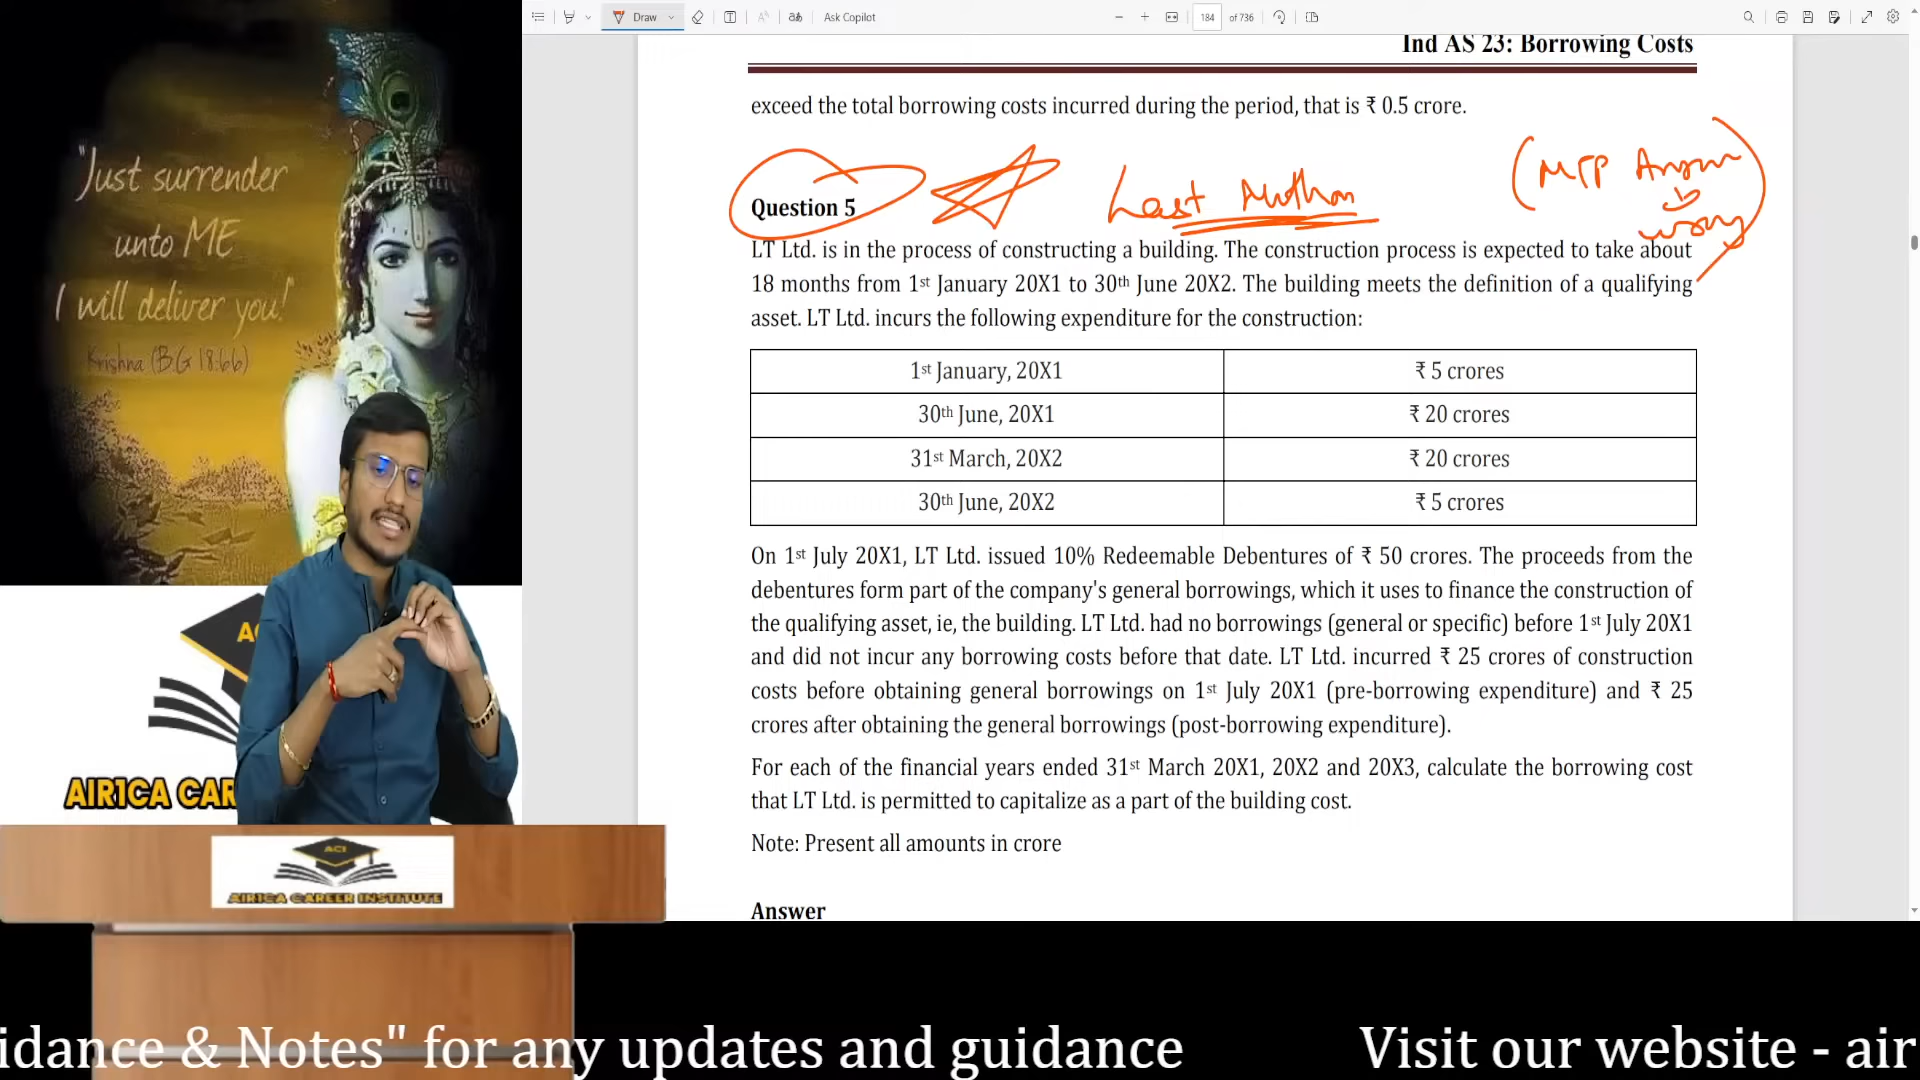 "Just surrender
unto ME
I will deliver you!"
Krishna (B.G 18:66)
Draw
Ask Copilot
184 of 736
Ind AS 23: Borrowing Costs
exceed the total borrowing costs incurred during the period, that is ₹ 0.5 crore.
Last
(MTP
wrong
Question 5
LT Ltd. is in the process of constructing a building. The construction process is expected to take about
18 months from 1st January 20X1 to 30th June 20X2. The building meets the definition of a qualifying
asset. LT Ltd. incurs the following expenditure for the construction:
1st January, 20X1 ₹ 5 crores
30th June, 20X1 ₹ 20 crores
31st March, 20X2 ₹ 20 crores
30th June, 20X2 ₹ 5 crores
On 1st July 20X1, LT Ltd. issued 10% Redeemable Debentures of ₹ 50 crores. The proceeds from the
debentures form part of the company's general borrowings, which it uses to finance the construction of
the qualifying asset, ie, the building. LT Ltd. had no borrowings (general or specific) before 1st July 20X1
and did not incur any borrowing costs before that date. LT Ltd. incurred ₹ 25 crores of construction
costs before obtaining general borrowings on 1st July 20X1 (pre-borrowing expenditure) and ₹ 25
crores after obtaining the general borrowings (post-borrowing expenditure).
For each of the financial years ended 31st March 20X1, 20X2 and 20X3, calculate the borrowing cost
that LT Ltd. is permitted to capitalize as a part of the building cost.
Note: Present all amounts in crore
Answer
AIR1CA CAR
ACI
AIR1CA CAREER INSTITUTE
idance & Notes" for any updates and guidance
Visit our website - air